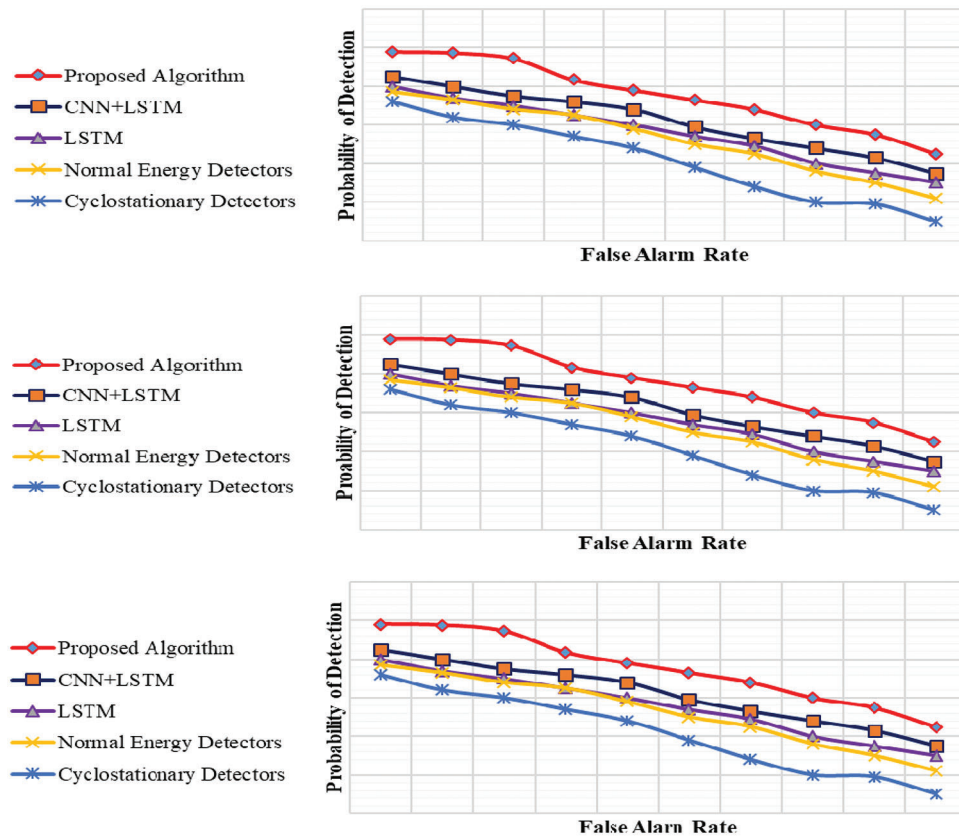 Proposed Algorithm
CNN+LSTM
LSTM
Normal Energy Detectors
Cyclostationary Detectors
Probability of Detection
False Alarm Rate
Proposed Algorithm
CNN+LSTM
LSTM
Normal Energy Detectors
Cyclostationary Detectors
Probability of Detection
False Alarm Rate
Proposed Algorithm
CNN+LSTM
LSTM
Normal Energy Detectors
Cyclostationary Detectors
Probability of Detection
False Alarn Rate